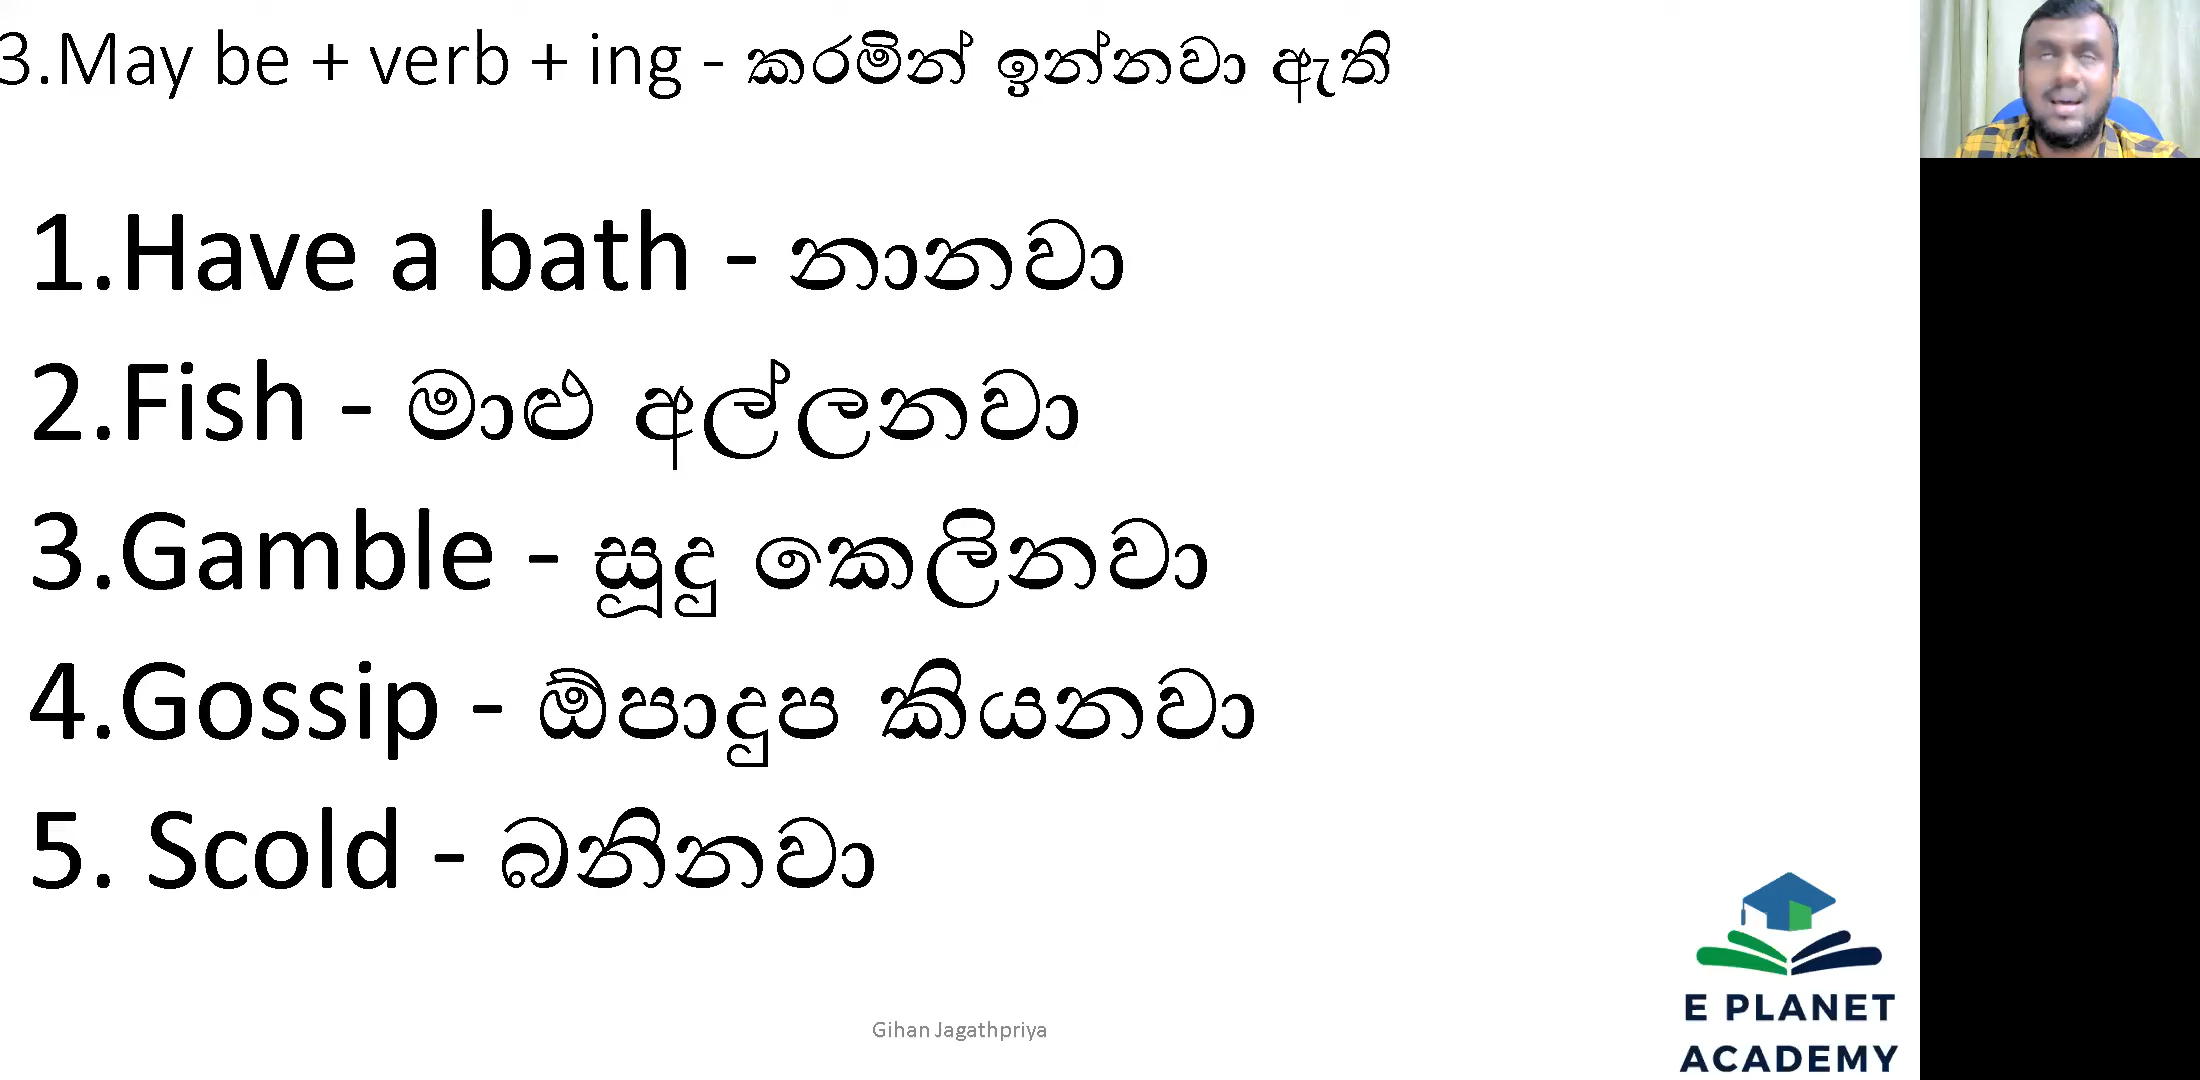 3.May be + verb + ing - කරමින් ඉන්නවා ඇති
1.Have a bath - නානවා
2.Fish - මාළු අල්ලනවා
3.Gamble - සූදු කෙලිනවා
4.Gossip - ඕපාදුප කියනවා
5. Scold - බනිනවා
Gihan Jagathpriya
E PLANET
ACADEMY